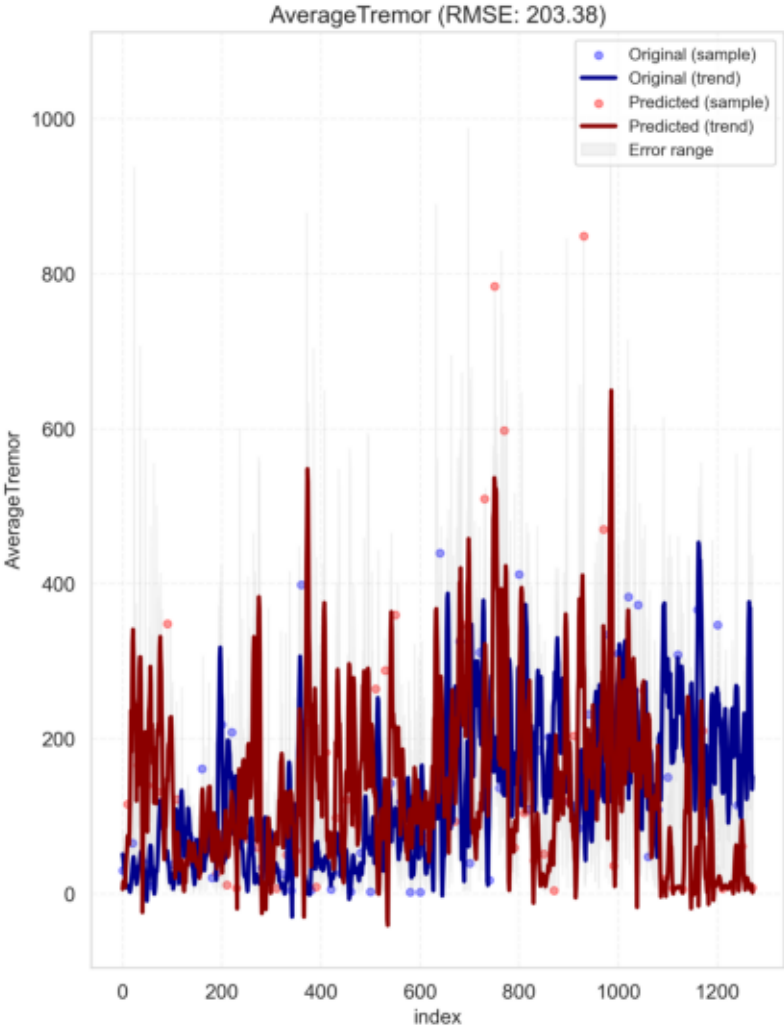 AverageTremor (RMSE: 203.38)
Original (sample)
Original (trend)
Predicted (sample)
Predicted (trend)
Error range
1000
800
600
400
200
0
AverageTremor
0 200 400 600 800 1000 1200
index